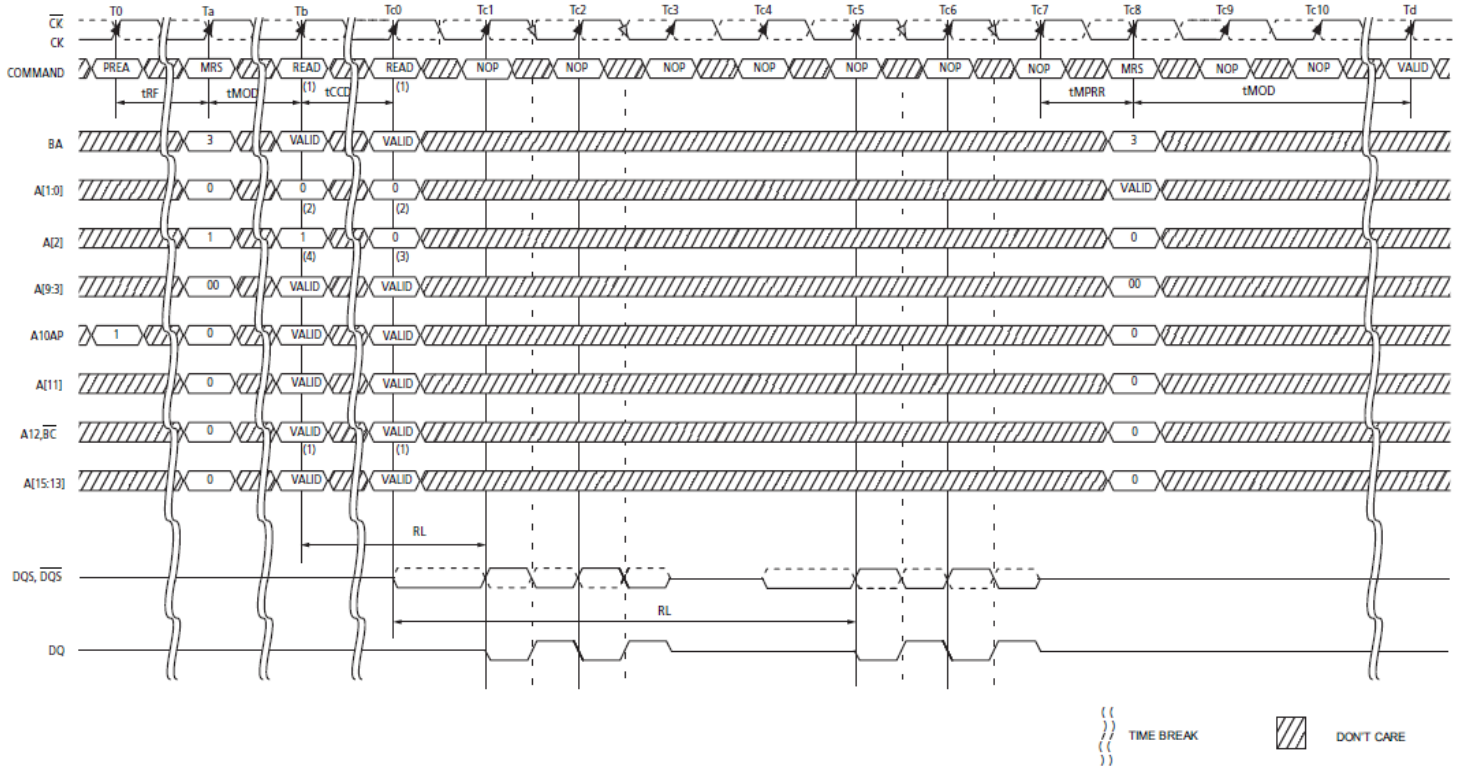 T0 Ta Tb Tc0 Tc1 Tc2 Tc3 Tc4 Tc5 Tc6 Tc7 Tc8 Tc9 Tc10 Td
C̅K̅
CK
COMMAND PREA MRS READ READ NOP NOP NOP NOP NOP NOP NOP MRS NOP NOP VALID
(1) (1)
tRF tMOD tCCD tMPRR tMOD
BA 3 VALID VALID 3
A[1:0] 0 0 0 VALID
(2) (2)
A[2] 1 1 0 0
(4) (3)
A[9:3] 00 VALID VALID 00
A10AP 1 0 VALID VALID 0
A[11] 0 VALID VALID 0
A12,B̅C̅ 0 VALID VALID 0
(1) (1)
A[15:13] 0 VALID VALID 0
RL
DQS, D̅Q̅S̅
RL
DQ
TIME BREAK DON'T CARE